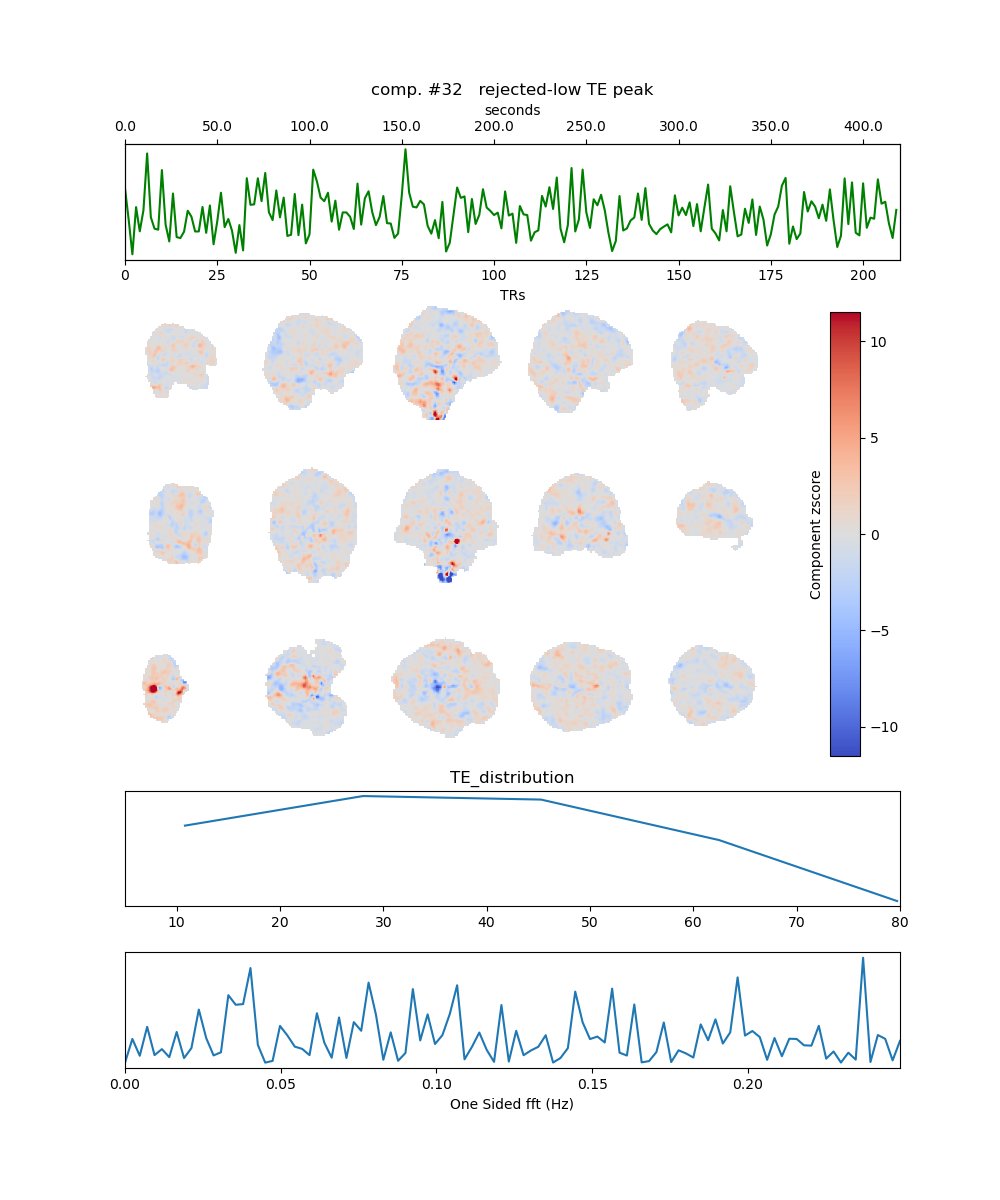 comp. #32   rejected-low TE peak
seconds
0.0 50.0 100.0 150.0 200.0 250.0 300.0 350.0 400.0
0 25 50 75 100 125 150 175 200
TRs
10
5
0
−5
−10
Component zscore
TE_distribution
10 20 30 40 50 60 70 80
0.00 0.05 0.10 0.15 0.20
One Sided fft (Hz)